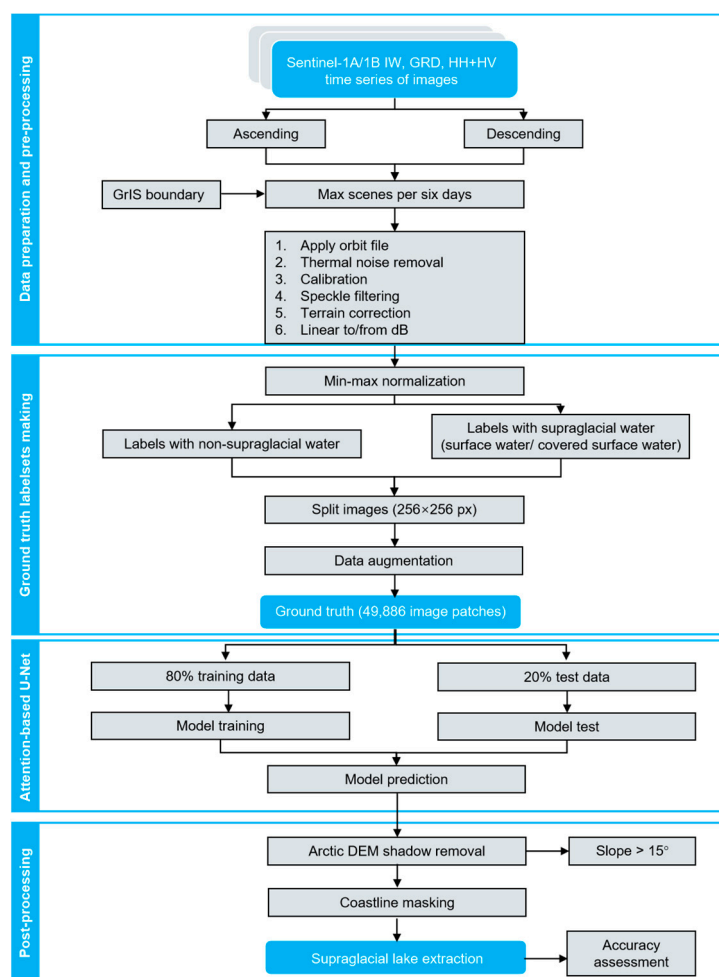 Data preparation and pre-processing
Sentinel-1A/1B IW, GRD, HH+HV
time series of images
Ascending
Descending
GrIS boundary
Max scenes per six days
1. Apply orbit file
2. Thermal noise removal
3. Calibration
4. Speckle filtering
5. Terrain correction
6. Linear to/from dB
Ground truth labelsets making
Min-max normalization
Labels with non-supraglacial water
Labels with supraglacial water
(surface water/ covered surface water)
Split images (256×256 px)
Data augmentation
Ground truth (49,886 image patches)
Attention-based U-Net
80% training data
20% test data
Model training
Model test
Model prediction
Post-processing
Arctic DEM shadow removal
Slope > 15°
Coastline masking
Supraglacial lake extraction
Accuracy
assessment